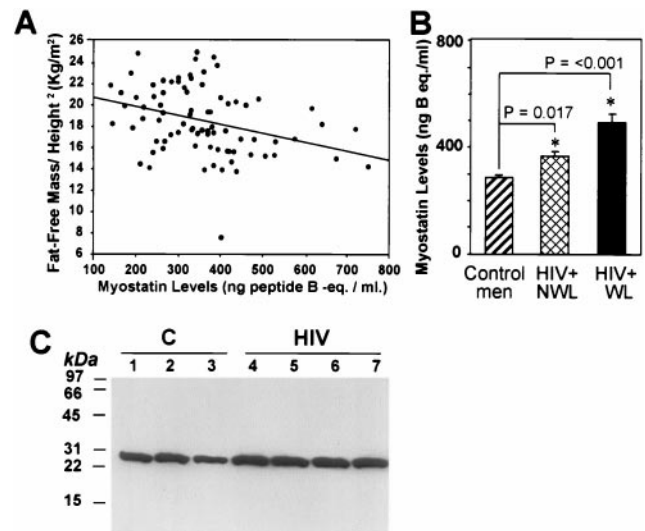 A
Fat-Free Mass/ Height ² (Kg/m²)
26
24
22
20
18
16
14
12
10
8
6
100 200 300 400 500 600 700 800
Myostatin Levels (ng peptide B -eq. / ml.)
B
Myostatin Levels (ng B eq./ml)
800
400
0
P = <0.001
P = 0.017
*
*
Control men
HIV+ NWL
HIV+ WL
C
kDa
C HIV
1 2 3 4 5 6 7
97
66
45
31
22
15